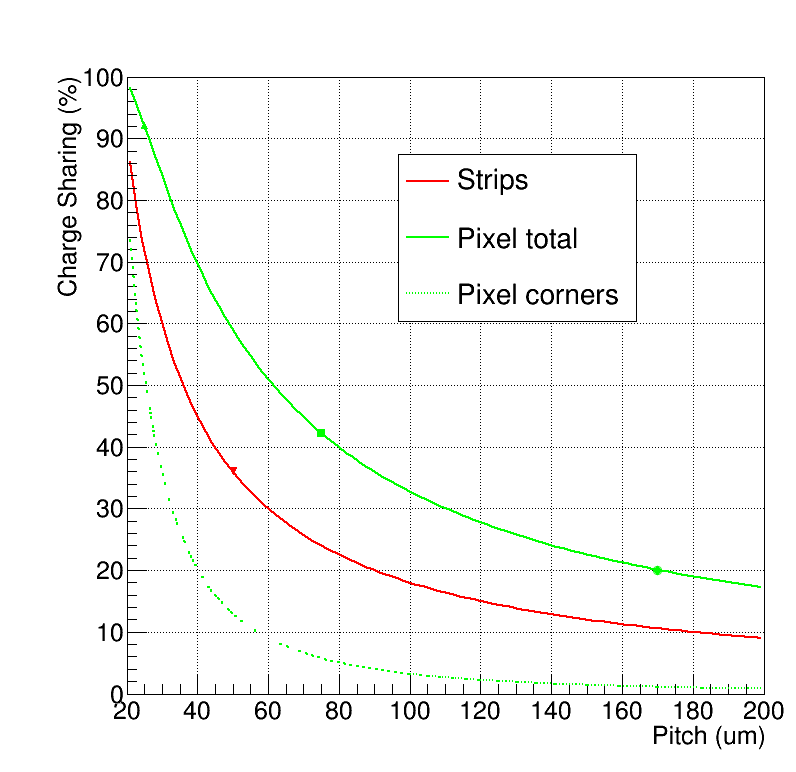 Charge Sharing (%)
100
90
80
70
60
50
40
30
20
10
0
Strips
Pixel total
Pixel corners
20 40 60 80 100 120 140 160 180 200
Pitch (um)